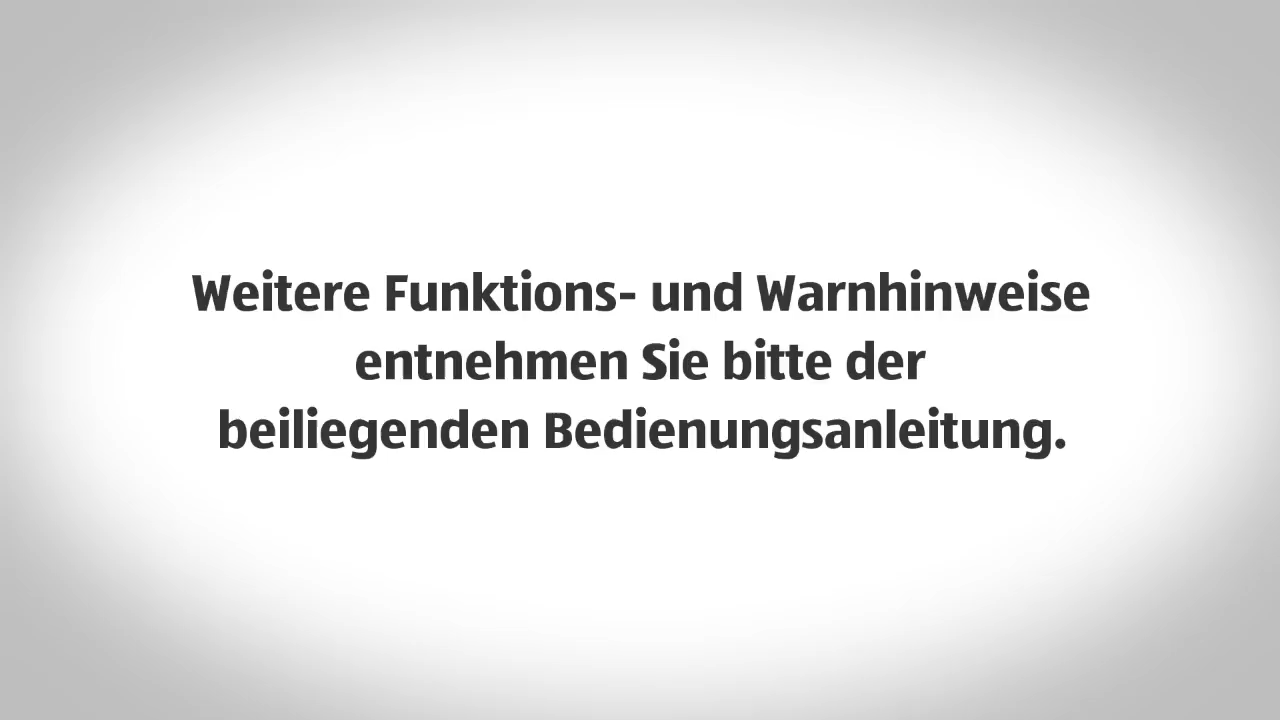 Weitere Funktions- und Warnhinweise
entnehmen Sie bitte der
beiliegenden Bedienungsanleitung.